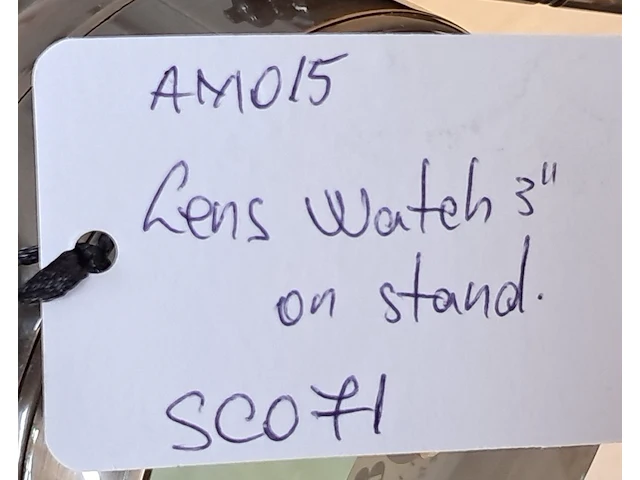 AM015
Lens Watch 3"
on stand.
SC071